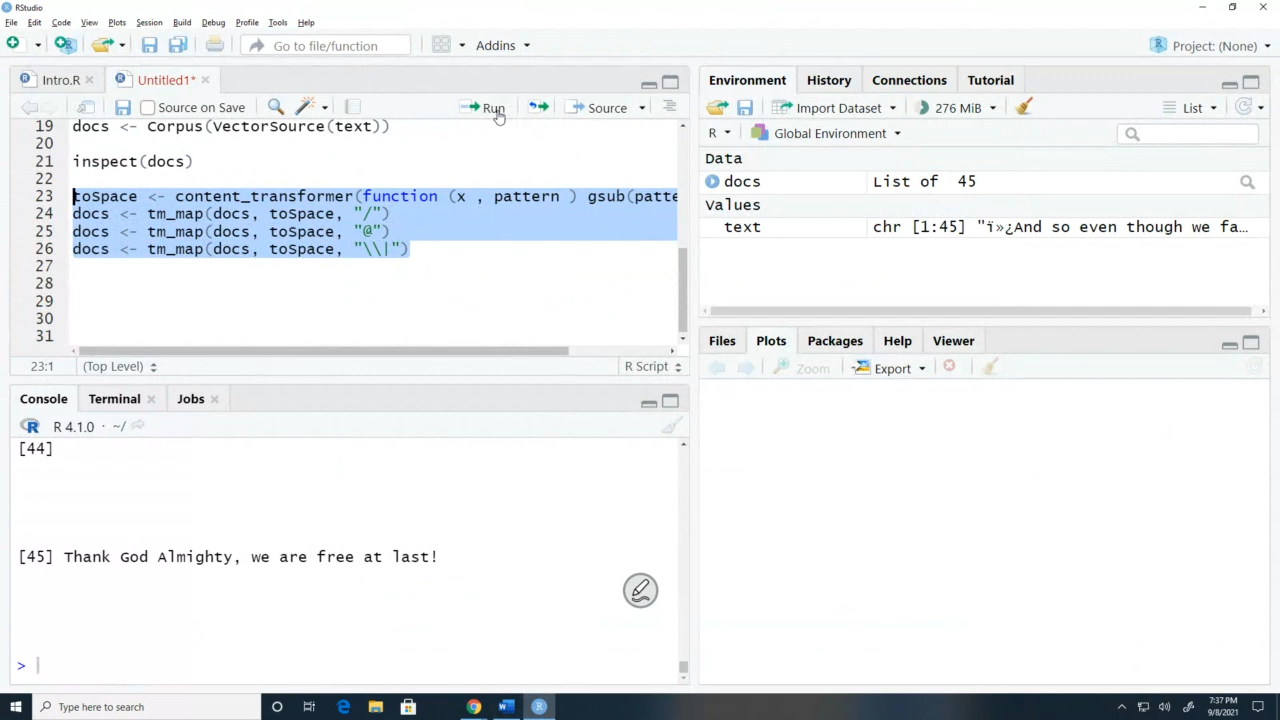 RStudio
File Edit Code View Plots Session Build Debug Profile Tools Help
Go to file/function Addins Project: (None)
Intro.R Untitled1*
Source on Save Run Source
19 docs <- Corpus(VectorSource(text))
20
21 inspect(docs)
22
23 toSpace <- content_transformer(function (x , pattern ) gsub(patte
24 docs <- tm_map(docs, toSpace, "/")
25 docs <- tm_map(docs, toSpace, "@")
26 docs <- tm_map(docs, toSpace, "\\|")
27
28
29
30
31
23:1 (Top Level) R Script
Console Terminal Jobs
R 4.1.0 · ~/
[44]
[45] Thank God Almighty, we are free at last!
>
Environment History Connections Tutorial
Import Dataset 276 MiB List
R Global Environment
Data
docs List of 45
Values
text chr [1:45] "ï»¿And so even though we fa…
Files Plots Packages Help Viewer
Zoom Export
Type here to search
7:37 PM
9/8/2021